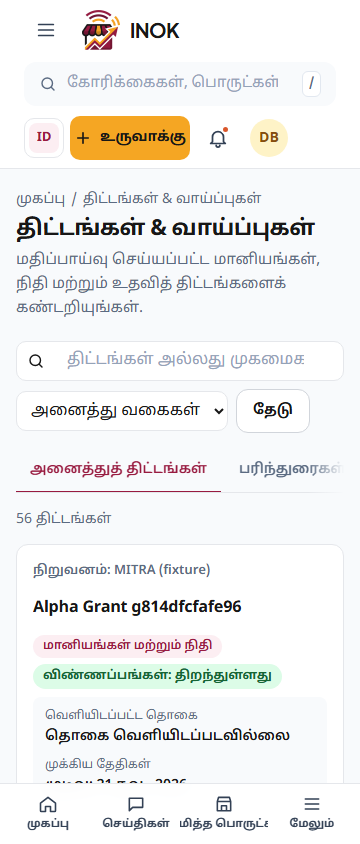 INOK
கோரிக்கைகள், பொருட்கள்
/
ID
+ உருவாக்கு
DB
முகப்பு / திட்டங்கள் & வாய்ப்புகள்
திட்டங்கள் & வாய்ப்புகள்
மதிப்பாய்வு செய்யப்பட்ட மானியங்கள்,
நிதி மற்றும் உதவித் திட்டங்களைக்
கண்டறியுங்கள்.
திட்டங்கள் அல்லது முகமைக
அனைத்து வகைகள்
தேடு
அனைத்துத் திட்டங்கள்
பரிந்துரைகள்
56 திட்டங்கள்
நிறுவனம்: MITRA (fixture)
Alpha Grant g814dfcfafe96
மானியங்கள் மற்றும் நிதி
விண்ணப்பங்கள்: திறந்துள்ளது
வெளியிடப்பட்ட தொகை
தொகை வெளியிடப்படவில்லை
முக்கிய தேதிகள்
முகப்பு
செய்திகள்
மித்த பொருட்க
மேலும்